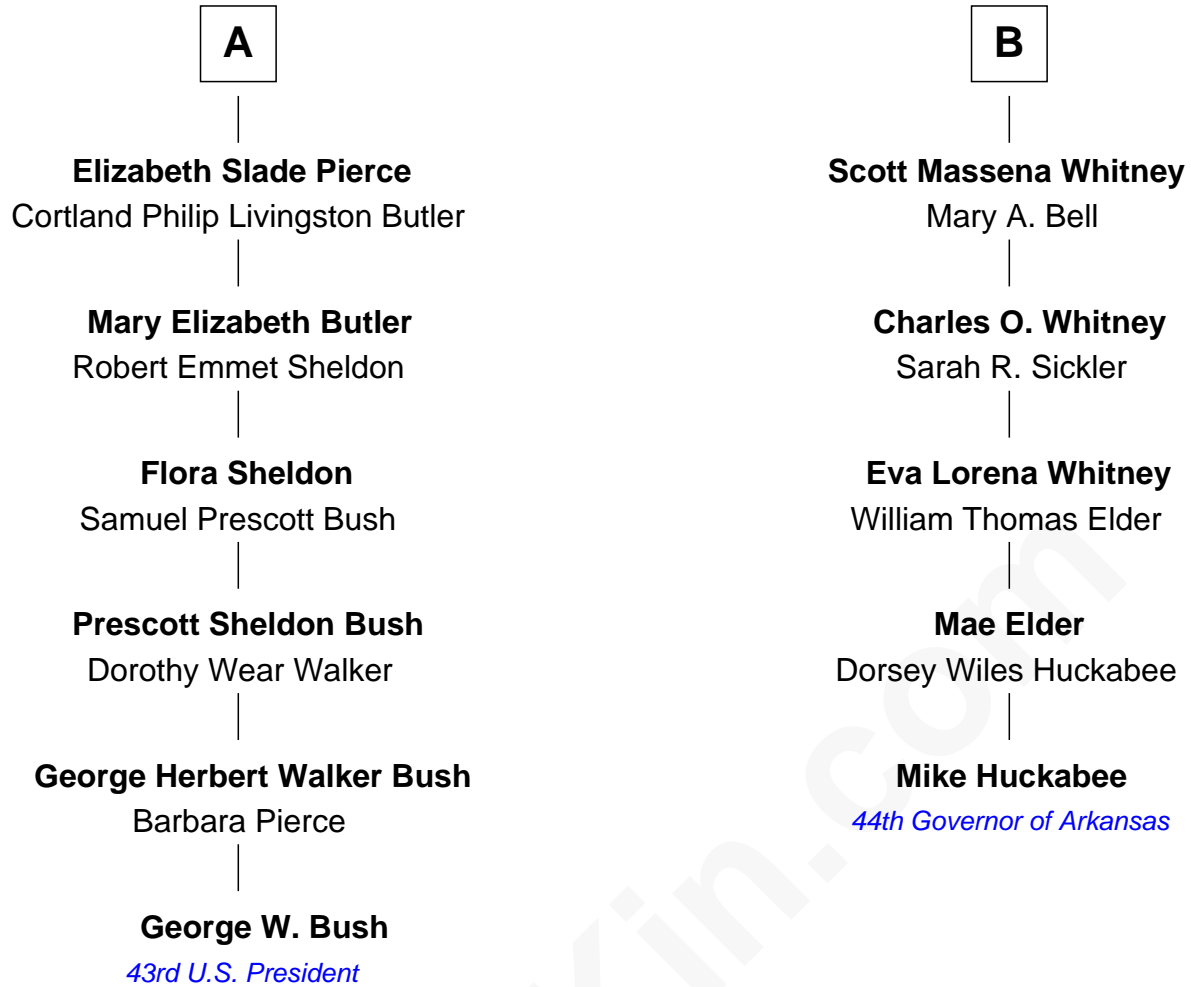 A
Elizabeth Slade Pierce
Cortland Philip Livingston Butler
Mary Elizabeth Butler
Robert Emmet Sheldon
Flora Sheldon
Samuel Prescott Bush
Prescott Sheldon Bush
Dorothy Wear Walker
George Herbert Walker Bush
Barbara Pierce
George W. Bush
43rd U.S. President
B
Scott Massena Whitney
Mary A. Bell
Charles O. Whitney
Sarah R. Sickler
Eva Lorena Whitney
William Thomas Elder
Mae Elder
Dorsey Wiles Huckabee
Mike Huckabee
44th Governor of Arkansas